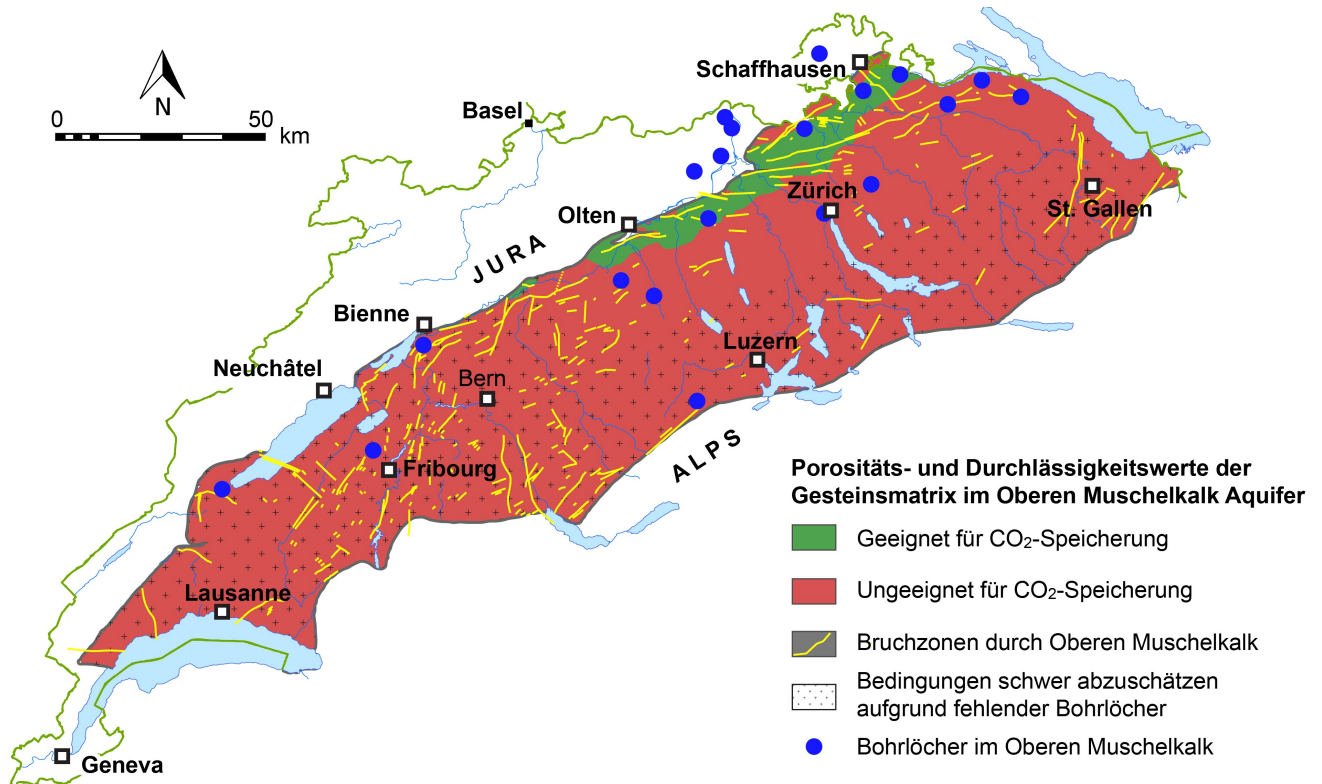 Schaffhausen
0 50
km
N
Basel
Zürich
St. Gallen
Olten
JURA
Bienne
Luzern
Neuchâtel
Bern
ALPS
Fribourg
Lausanne
Geneva
Porositäts- und Durchlässigkeitswerte der
Gesteinsmatrix im Oberen Muschelkalk Aquifer
Geeignet für CO₂-Speicherung
Ungeeignet für CO₂-Speicherung
Bruchzonen durch Oberen Muschelkalk
Bedingungen schwer abzuschätzen
aufgrund fehlender Bohrlöcher
Bohrlöcher im Oberen Muschelkalk